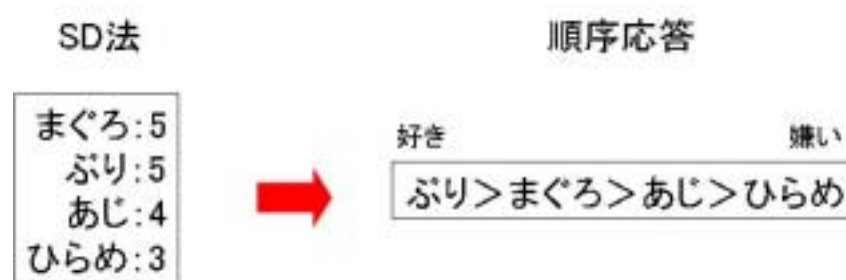 SD法
まぐろ:5
ぶり:5
あじ:4
ひらめ:3
順序応答
好き 嫌い
ぶり＞まぐろ＞あじ＞ひらめ